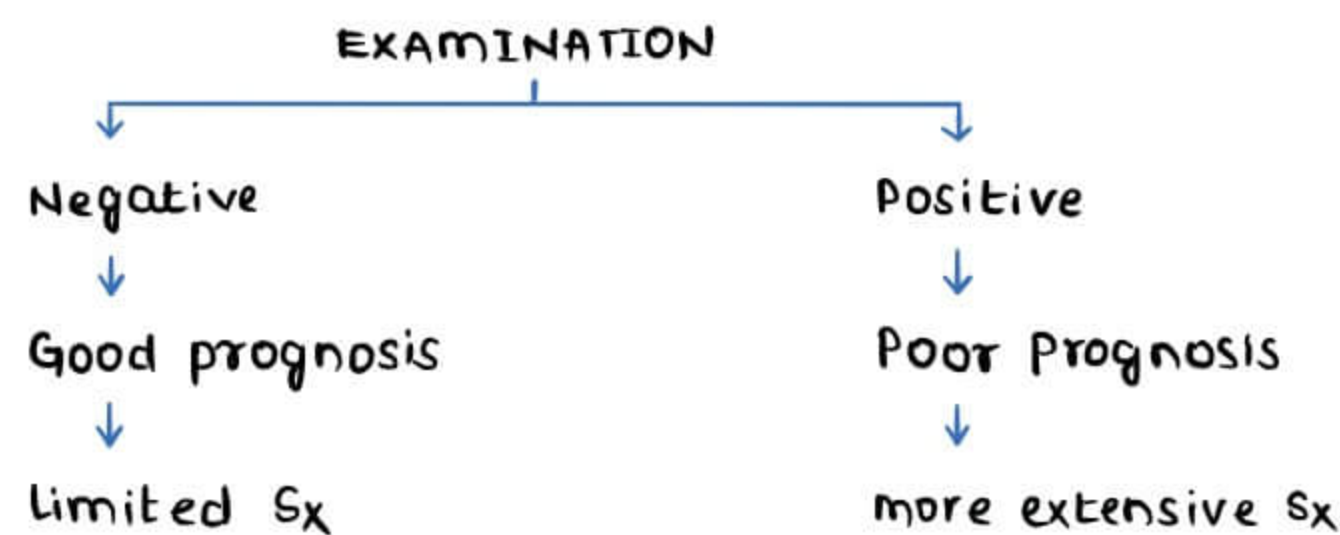 EXAMINATION
Negative
Positive
Good prognosis
Poor prognosis
Limited Sx
more extensive Sx